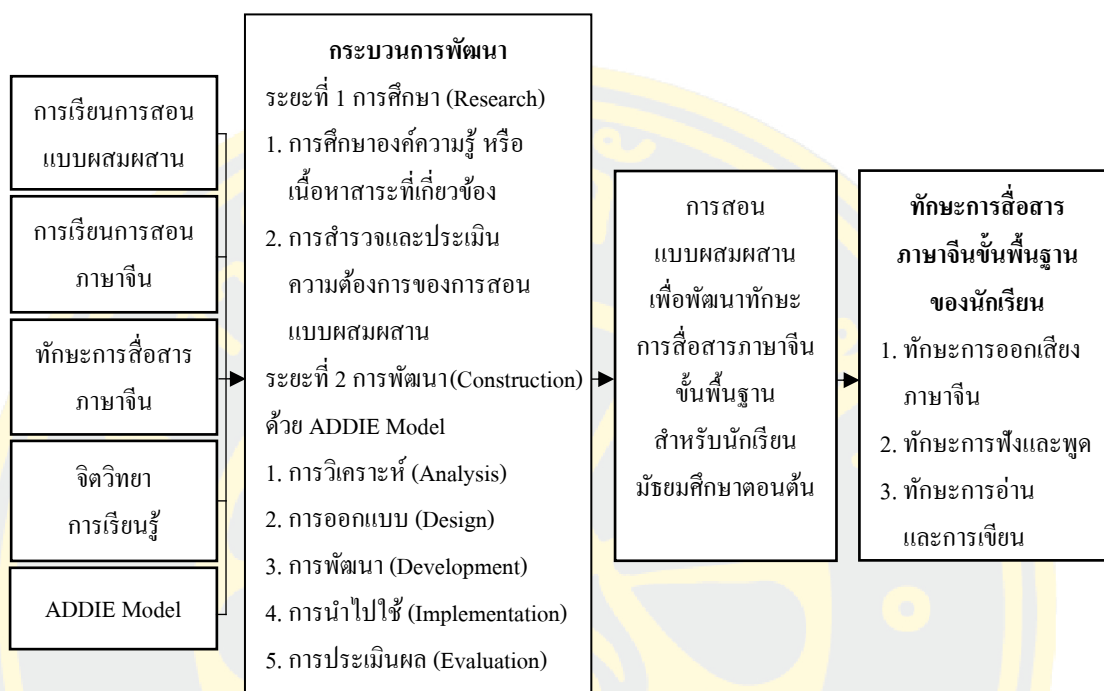 การเรียนการสอน
แบบผสมผสาน
การเรียนการสอน
ภาษาจีน
ทักษะการสื่อสาร
ภาษาจีน
จิตวิทยา
การเรียนรู้
ADDIE Model
กระบวนการพัฒนา
ระยะที่ 1 การศึกษา (Research)
1. การศึกษาองค์ความรู้ หรือ
เนื้อหาสาระที่เกี่ยวข้อง
2. การสำรวจและประเมิน
ความต้องการของการสอน
แบบผสมผสาน
ระยะที่ 2 การพัฒนา (Construction)
ด้วย ADDIE Model
1. การวิเคราะห์ (Analysis)
2. การออกแบบ (Design)
3. การพัฒนา (Development)
4. การนำไปใช้ (Implementation)
5. การประเมินผล (Evaluation)
การสอน
แบบผสมผสาน
เพื่อพัฒนาทักษะ
การสื่อสารภาษาจีน
ขั้นพื้นฐาน
สำหรับนักเรียน
มัธยมศึกษาตอนต้น
ทักษะการสื่อสาร
ภาษาจีนขั้นพื้นฐาน
ของนักเรียน
1. ทักษะการออกเสียง
ภาษาจีน
2. ทักษะการฟังและพูด
3. ทักษะการอ่าน
และการเขียน